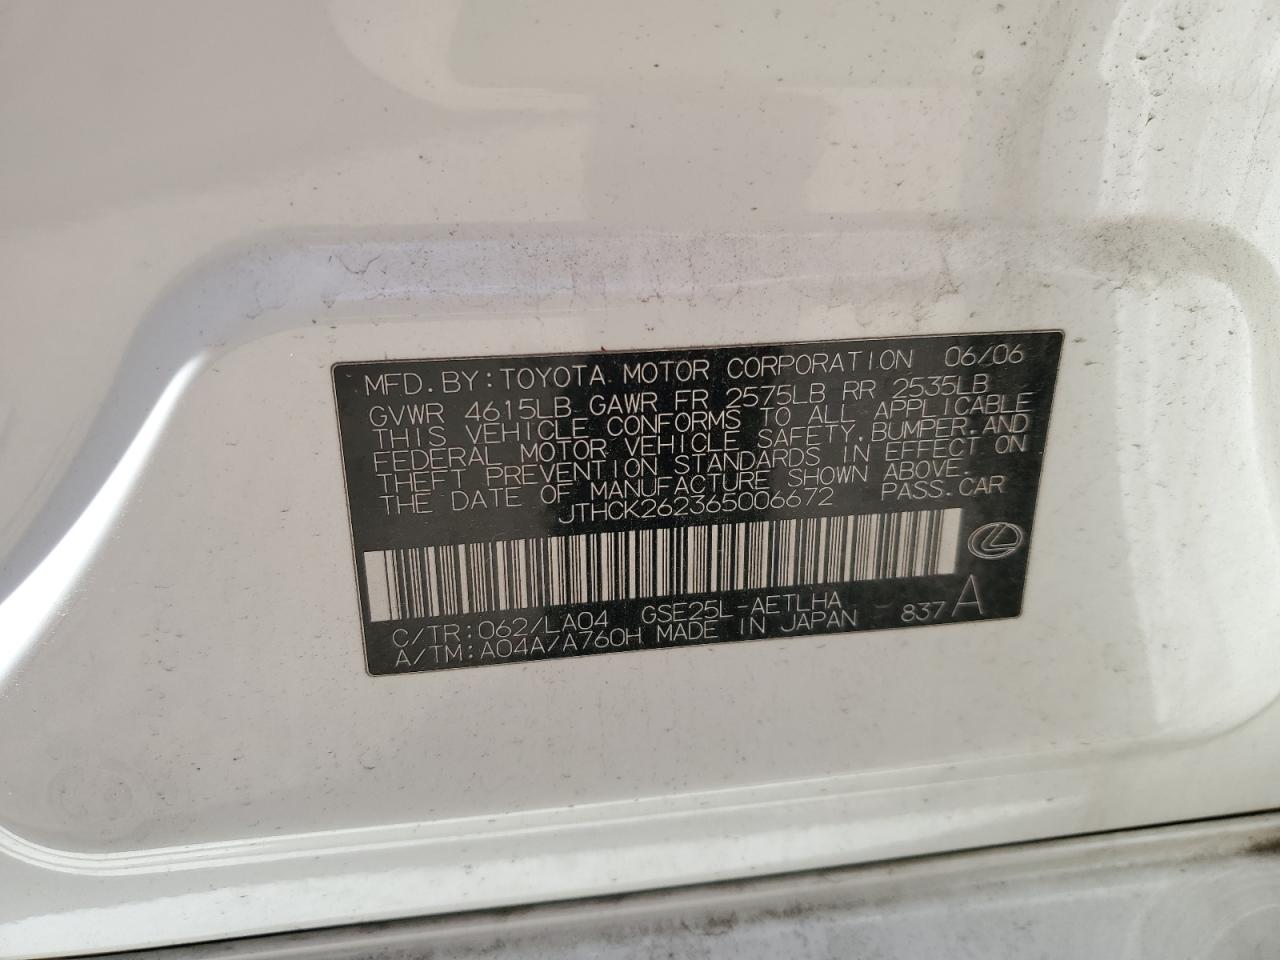 MFD. BY: TOYOTA MOTOR CORPORATION 06/06
GVWR 4615LB GAWR FR 2575LB RR 2535LB
THIS VEHICLE CONFORMS TO ALL APPLICABLE
FEDERAL MOTOR VEHICLE SAFETY, BUMPER, AND
THEFT PREVENTION STANDARDS IN EFFECT ON
THE DATE OF MANUFACTURE SHOWN ABOVE.
JTHCK262365006672 PASS. CAR
C/TR: 062/LA04 GSE25L-AETLHA - 837 A
A/TM: A04A/A760H MADE IN JAPAN